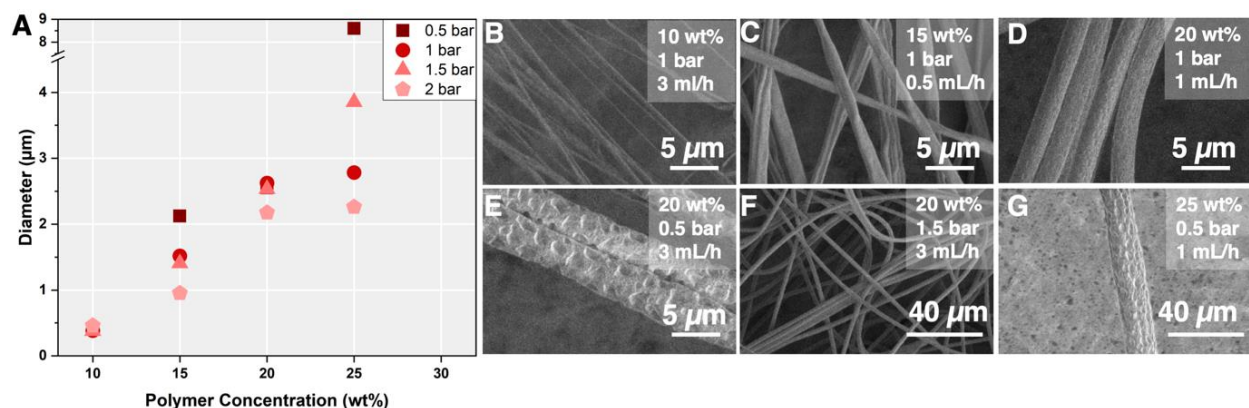 A
9
8
4
3
2
1
0
Diameter (µm)
10
15
20
25
30
Polymer Concentration (wt%)
0.5 bar
1 bar
1.5 bar
2 bar
B
10 wt%
1 bar
3 ml/h
5 µm
C
15 wt%
1 bar
0.5 mL/h
5 µm
D
20 wt%
1 bar
1 mL/h
5 µm
E
20 wt%
0.5 bar
3 mL/h
5 µm
F
20 wt%
1.5 bar
3 mL/h
40 µm
G
25 wt%
0.5 bar
1 mL/h
40 µm